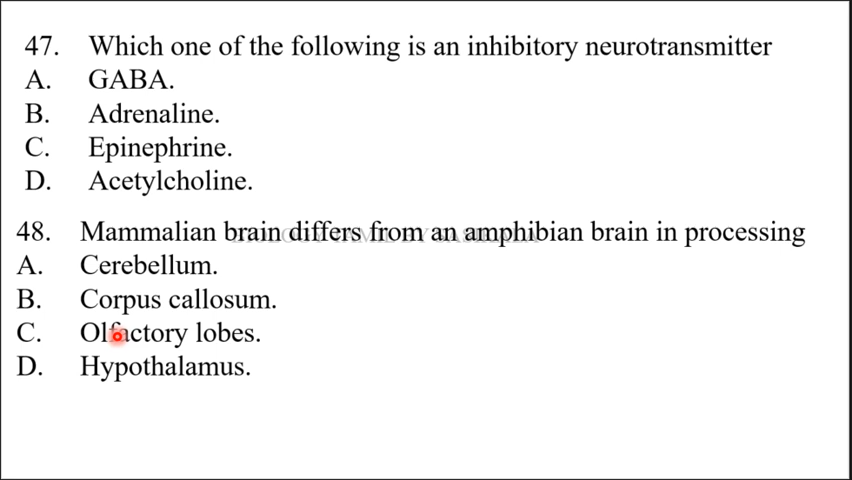 47. Which one of the following is an inhibitory neurotransmitter
A. GABA.
B. Adrenaline.
C. Epinephrine.
D. Acetylcholine.
48. Mammalian brain differs from an amphibian brain in processing
A. Cerebellum.
B. Corpus callosum.
C. Olfactory lobes.
D. Hypothalamus.